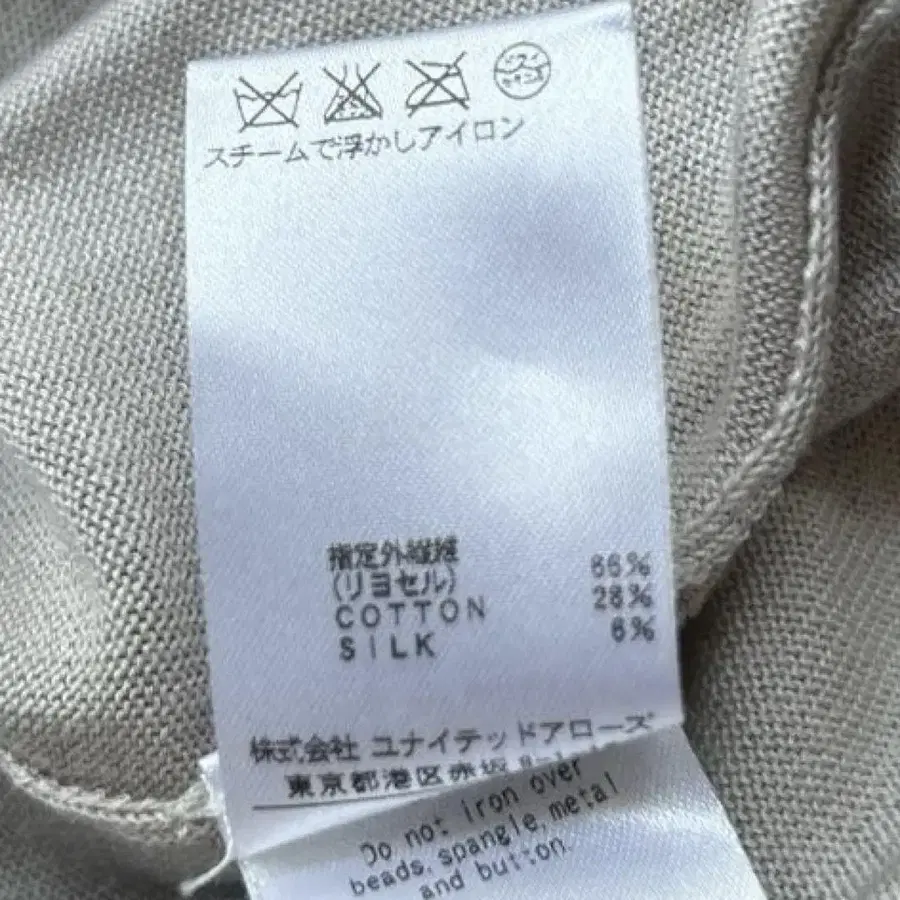 スチームで浮かしアイロン
指定外繊維
(リヨセル) 66%
COTTON 28%
SILK 6%
株式会社 ユナイテッドアローズ
東京都港区赤坂
Do not iron over
beads, spangle, metal
and button.